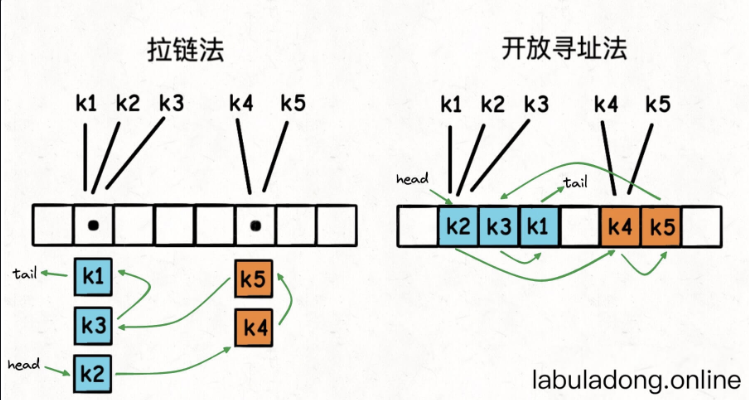 拉链法
k1 k2 k3 k4 k5
tail k1 k5
k3 k4
head k2
开放寻址法
k1 k2 k3 k4 k5
head tail
k2 k3 k1 k4 k5
labuladong.online